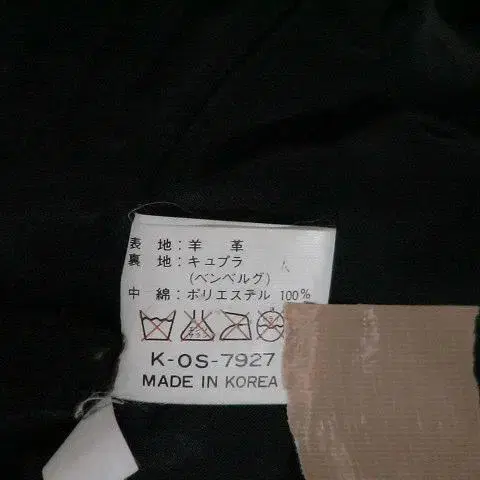 表 地:羊 革
裏 地:キュプラ
(ベンベルグ)
中 綿:ポリエステル 100%
K-OS-7927
MADE IN KOREA